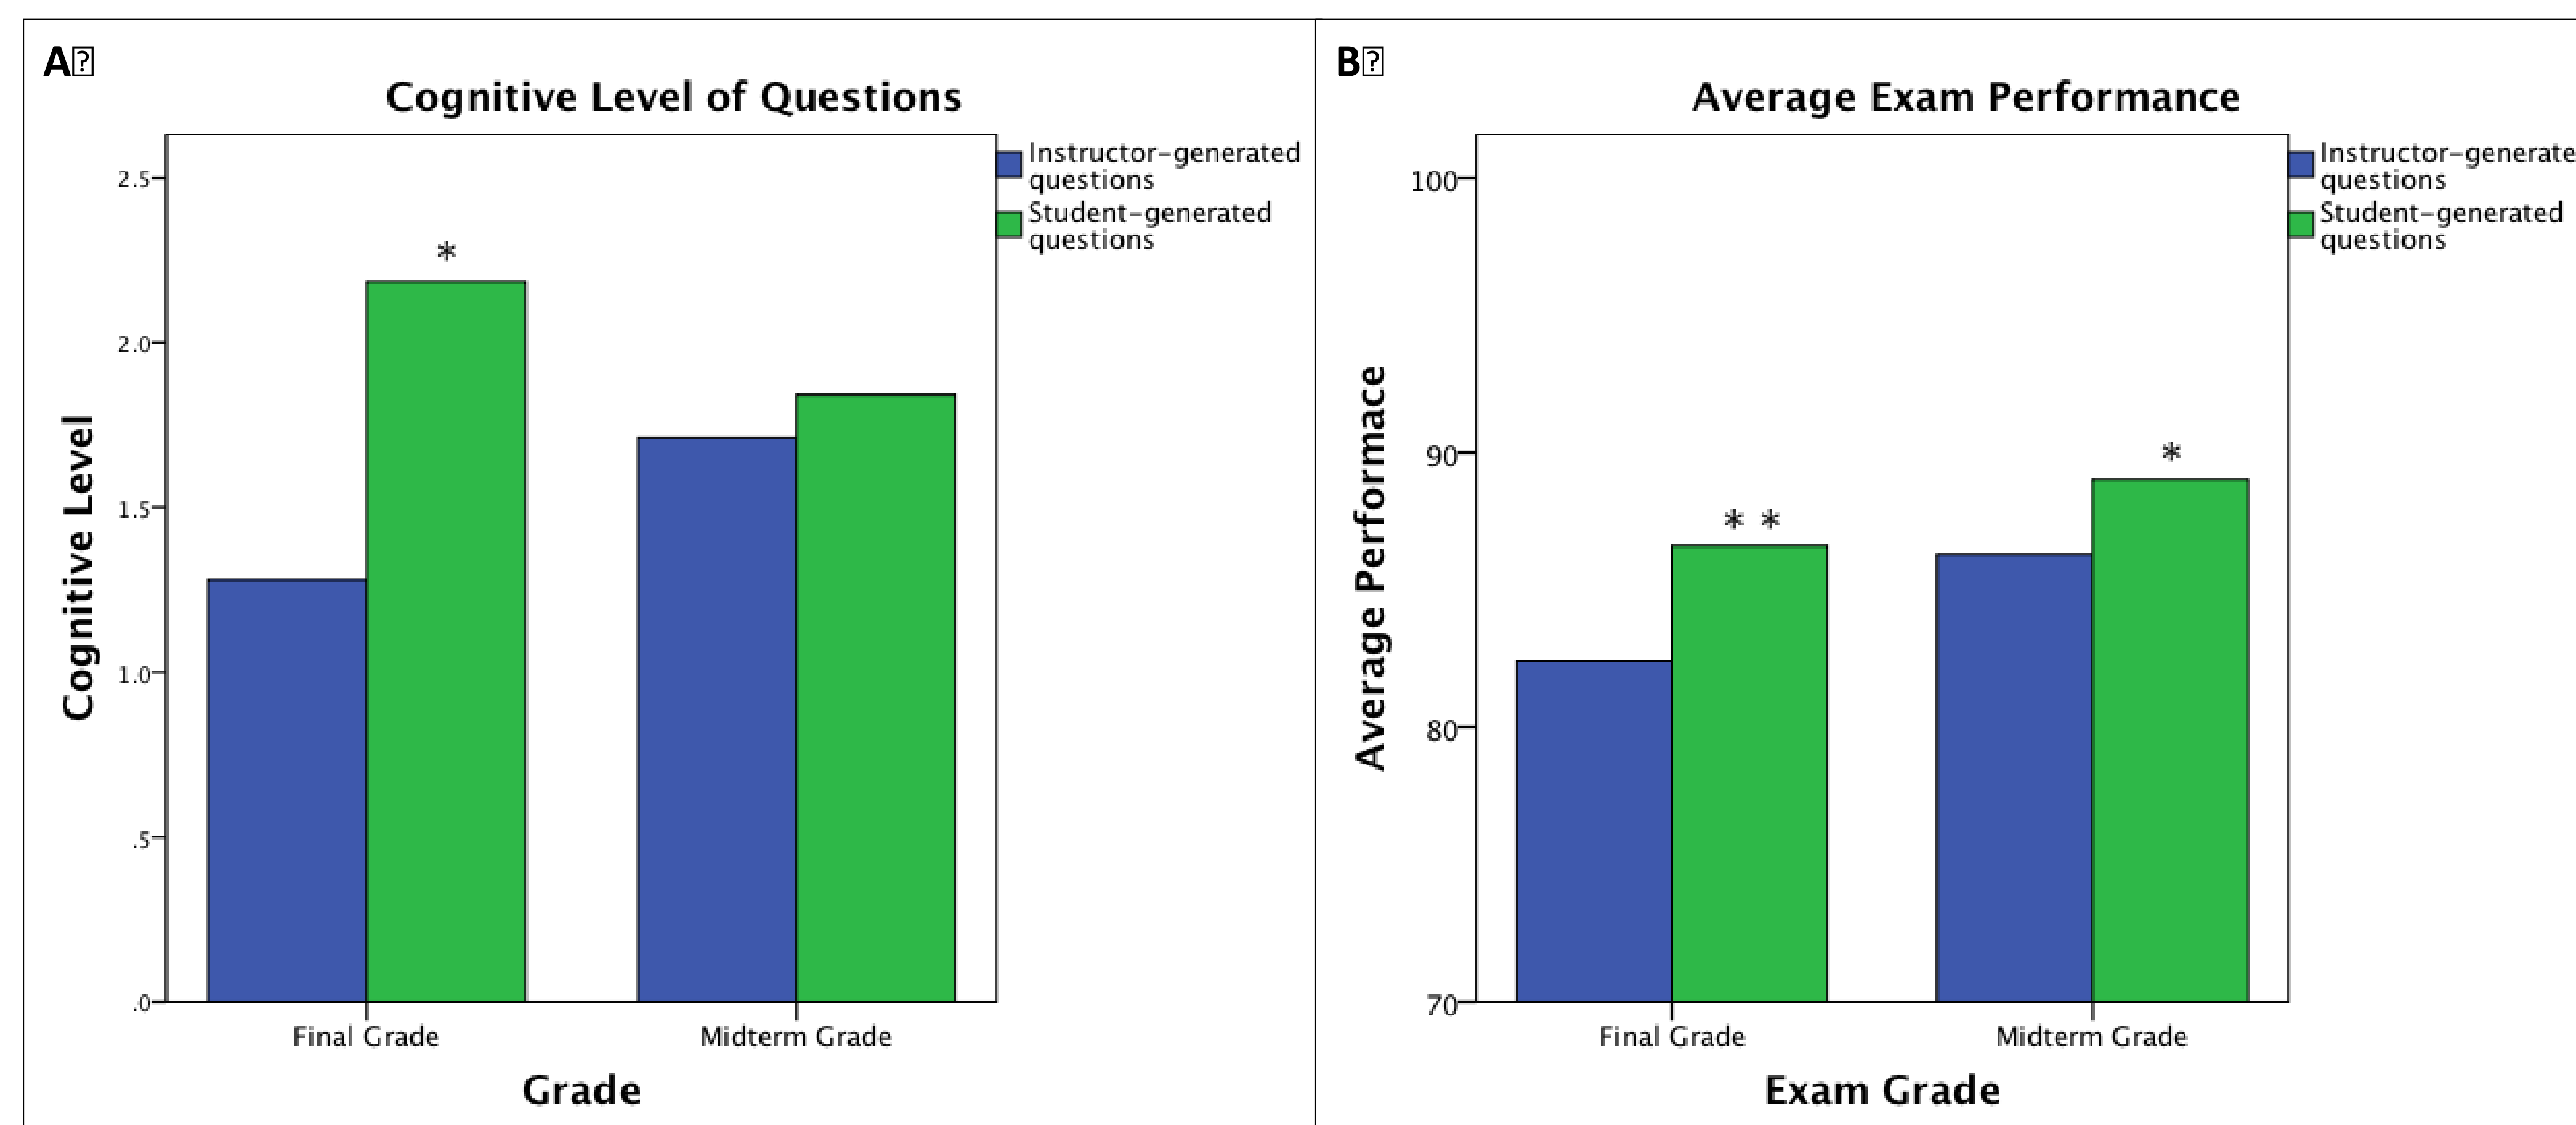 A⍰
Cognitive Level of Questions
Instructor-generated
questions
Student-generated
questions
2.5
2.0
1.5
1.0
.5
.0
*
Cognitive Level
Final Grade
Midterm Grade
Grade
B⍰
Average Exam Performance
Instructor-generate
questions
Student-generated
questions
100
90
80
70
* *
*
Average Performace
Final Grade
Midterm Grade
Exam Grade